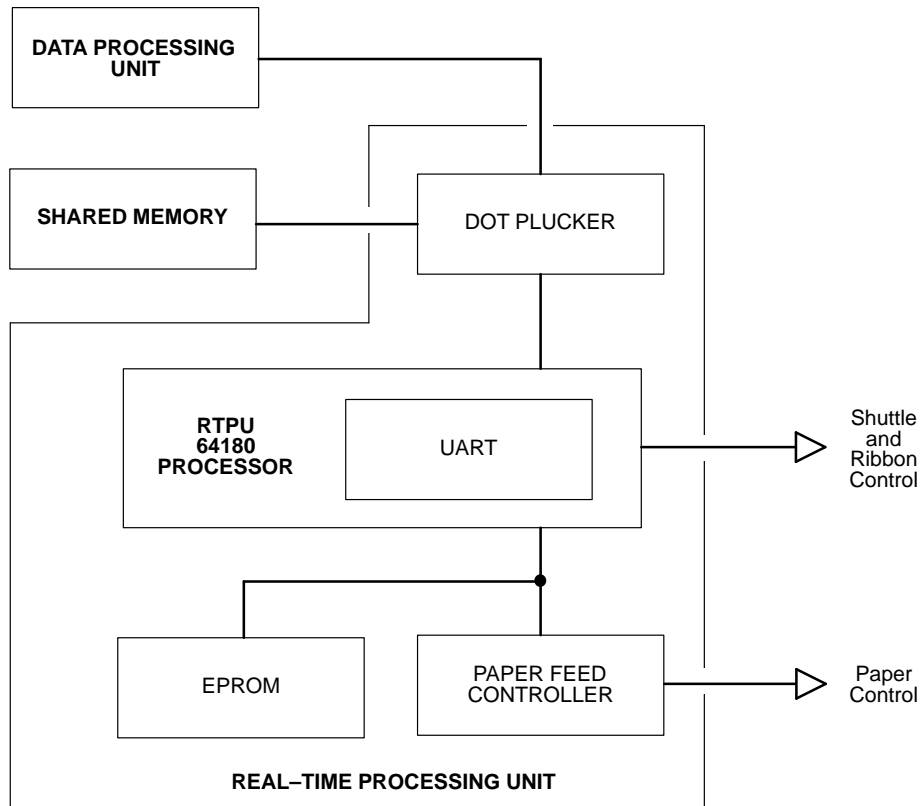 DATA PROCESSING
UNIT
SHARED MEMORY
DOT PLUCKER
RTPU
64180
PROCESSOR
UART
Shuttle
and
Ribbon
Control
EPROM
PAPER FEED
CONTROLLER
Paper
Control
REAL–TIME PROCESSING UNIT